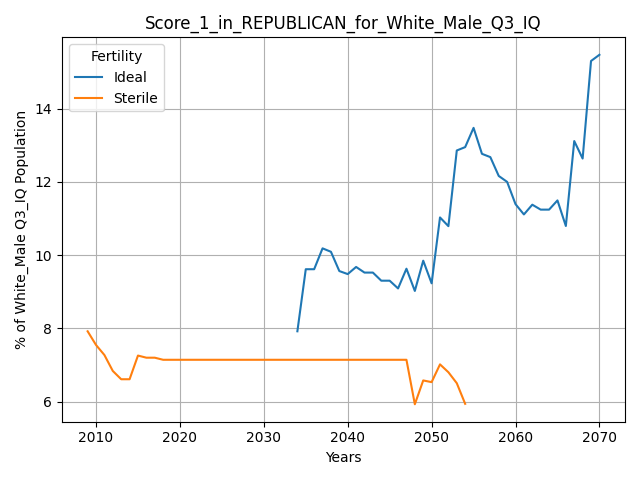 Score_1_in_REPUBLICAN_for_White_Male_Q3_IQ
Fertility
Ideal
Sterile
% of White_Male Q3_IQ Population
14
12
10
8
6
2010 2020 2030 2040 2050 2060 2070
Years